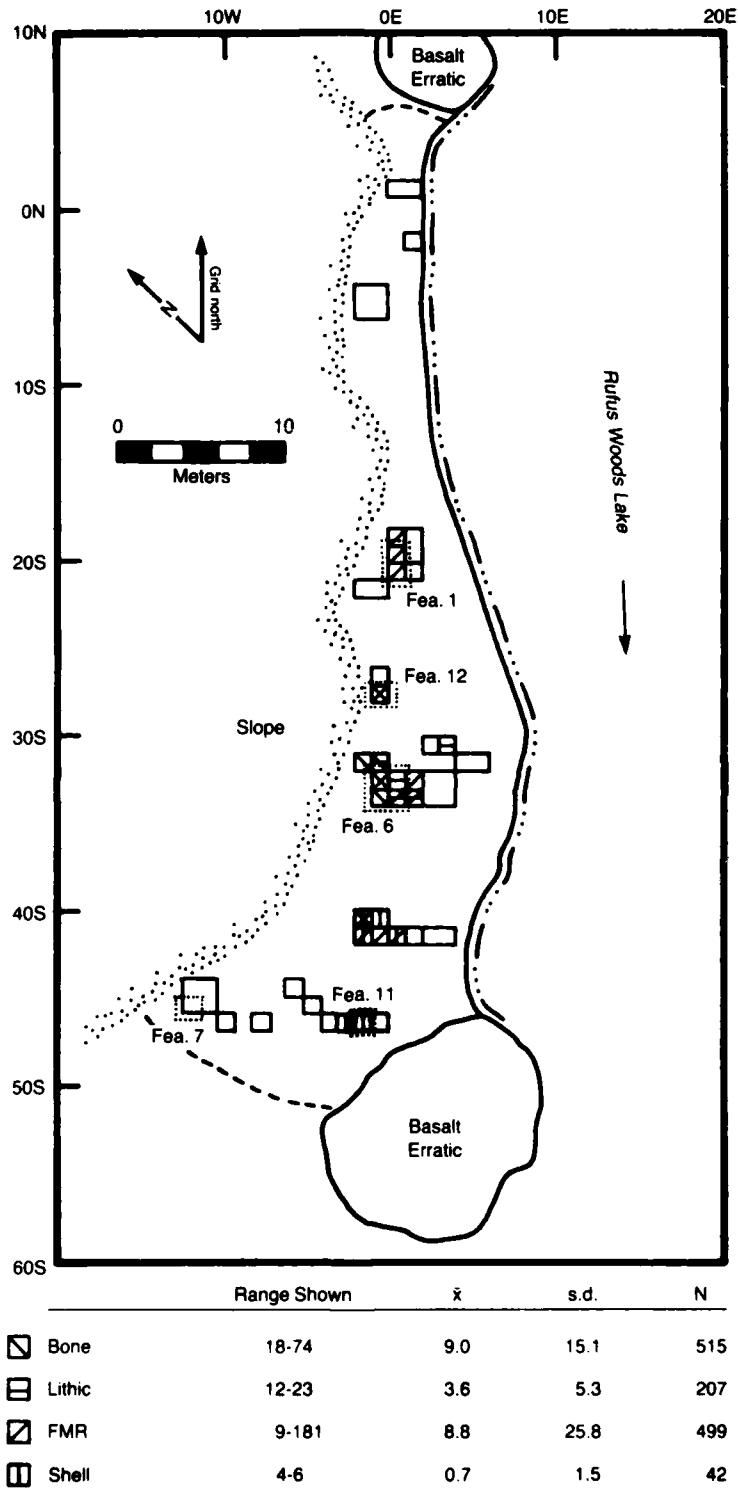 10W 0E 10E 20E
10N
Basalt
Erratic
0N
Grid north
N
10S
0 10
Meters
Rufus Woods Lake
20S
Fea. 1
Fea. 12
Slope
30S
Fea. 6
40S
Fea. 11
Fea. 7
50S
Basalt
Erratic
60S
Range Shown x̄ s.d. N
Bone 18-74 9.0 15.1 515
Lithic 12-23 3.6 5.3 207
FMR 9-181 8.8 25.8 499
Shell 4-6 0.7 1.5 42